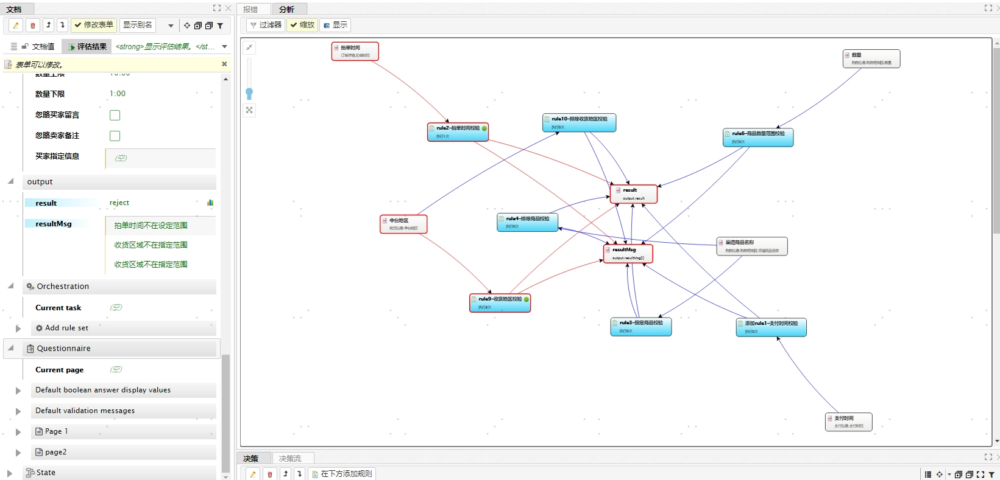 文档
修改表单
显示别名
文档值
评估结果
<strong>显示评估结果。</st...
表单可以修改。
数量上限 10:00
数量下限 1:00
忽略买家留言
忽略卖家备注
买家指定信息 (空)
output
result reject
resultMsg 拍单时间不在设定范围
收货区域不在指定范围
收货区域不在指定范围
Orchestration
Current task (空)
Add rule set
Questionnaire
Current page (空)
Default boolean answer display values
Default validation messages
Page 1
page2
State
报错
分析
过滤器
缩放
显示
拍单时间
订单详情.拍单时间
数量
购物信息.购物明细[i].数量
rule10-排除收货地区校验
执行0次
rule2-拍单时间校验
执行1次
rule6-商品数量范围校验
执行0次
result
output.result
中台地区
收货信息.中台地区
rule4-排除商品校验
执行0次
渠道商品名称
购物信息.购物明细[i].渠道商品名称
resultMsg
output.resultMsg[i]
rule9-收货地区校验
执行2次
rule3-指定商品校验
执行0次
添加rule1-支付时间校验
执行0次
支付时间
支付信息.支付时间
决策
决策流
在下方添加规则